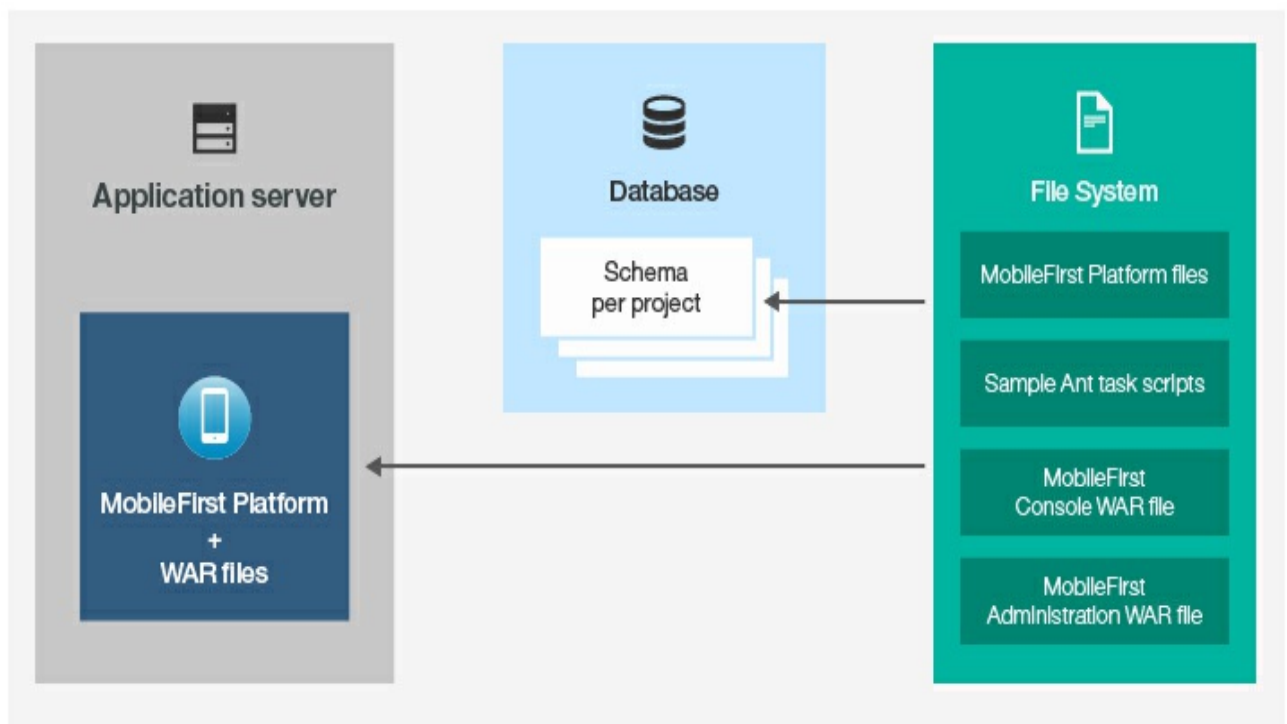 Application server
MobileFirst Platform
+
WAR files
Database
Schema
per project
File System
MobileFirst Platform files
Sample Ant task scripts
MobileFirst
Console WAR file
MobileFirst
Administration WAR file